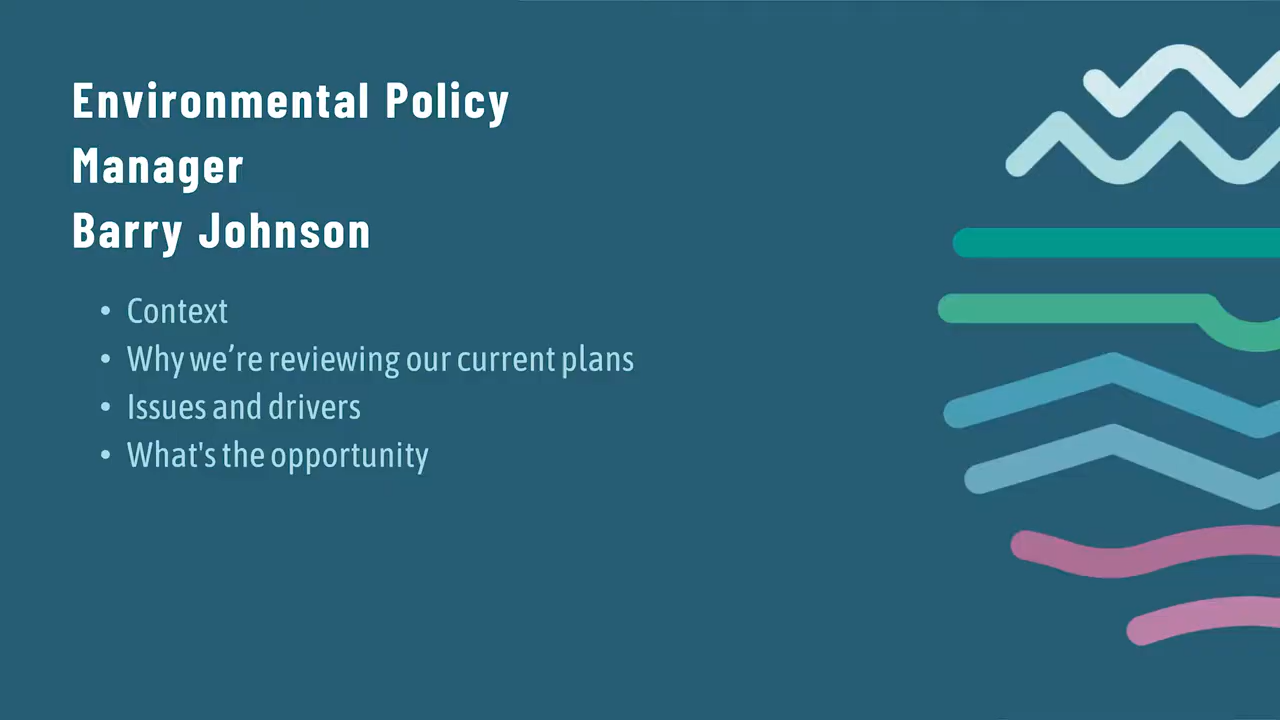 Environmental Policy
Manager
Barry Johnson
• Context
• Why we’re reviewing our current plans
• Issues and drivers
• What's the opportunity